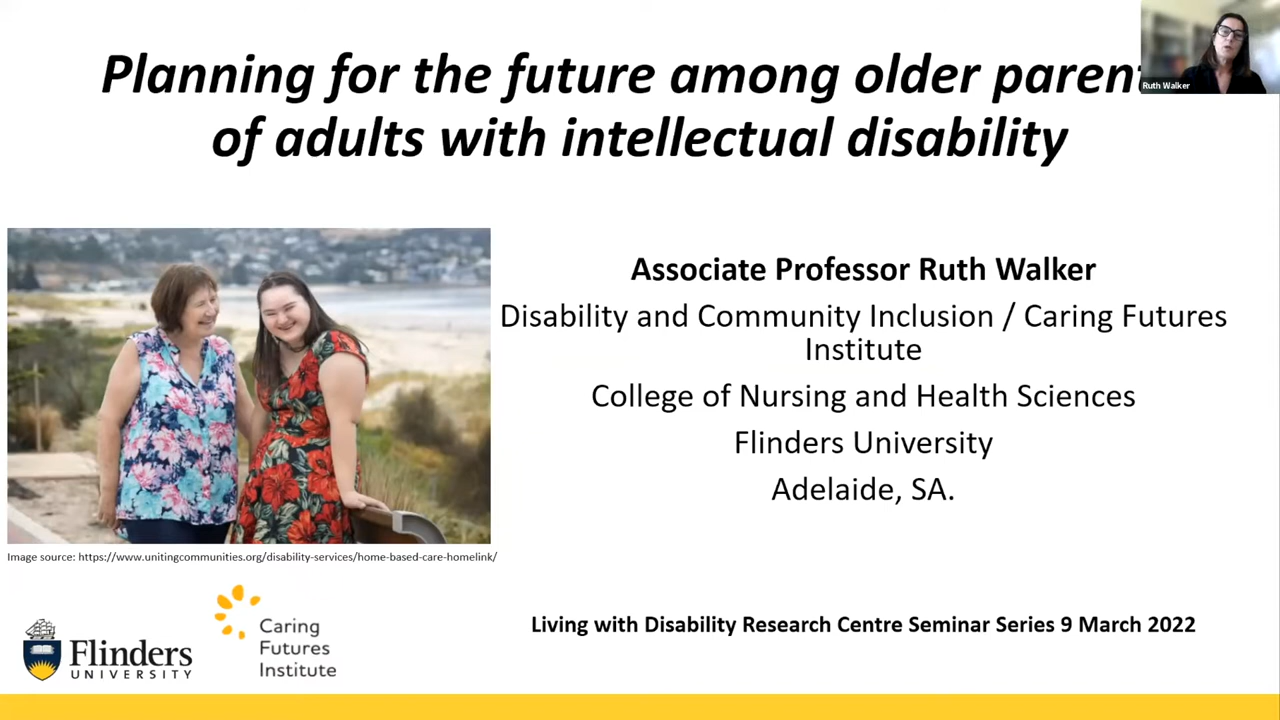 Planning for the future among older paren
of adults with intellectual disability
Ruth Walker
Associate Professor Ruth Walker
Disability and Community Inclusion / Caring Futures
Institute
College of Nursing and Health Sciences
Flinders University
Adelaide, SA.
Image source: https://www.unitingcommunities.org/disability-services/home-based-care-homelink/
Living with Disability Research Centre Seminar Series 9 March 2022
Flinders
UNIVERSITY
Caring
Futures
Institute